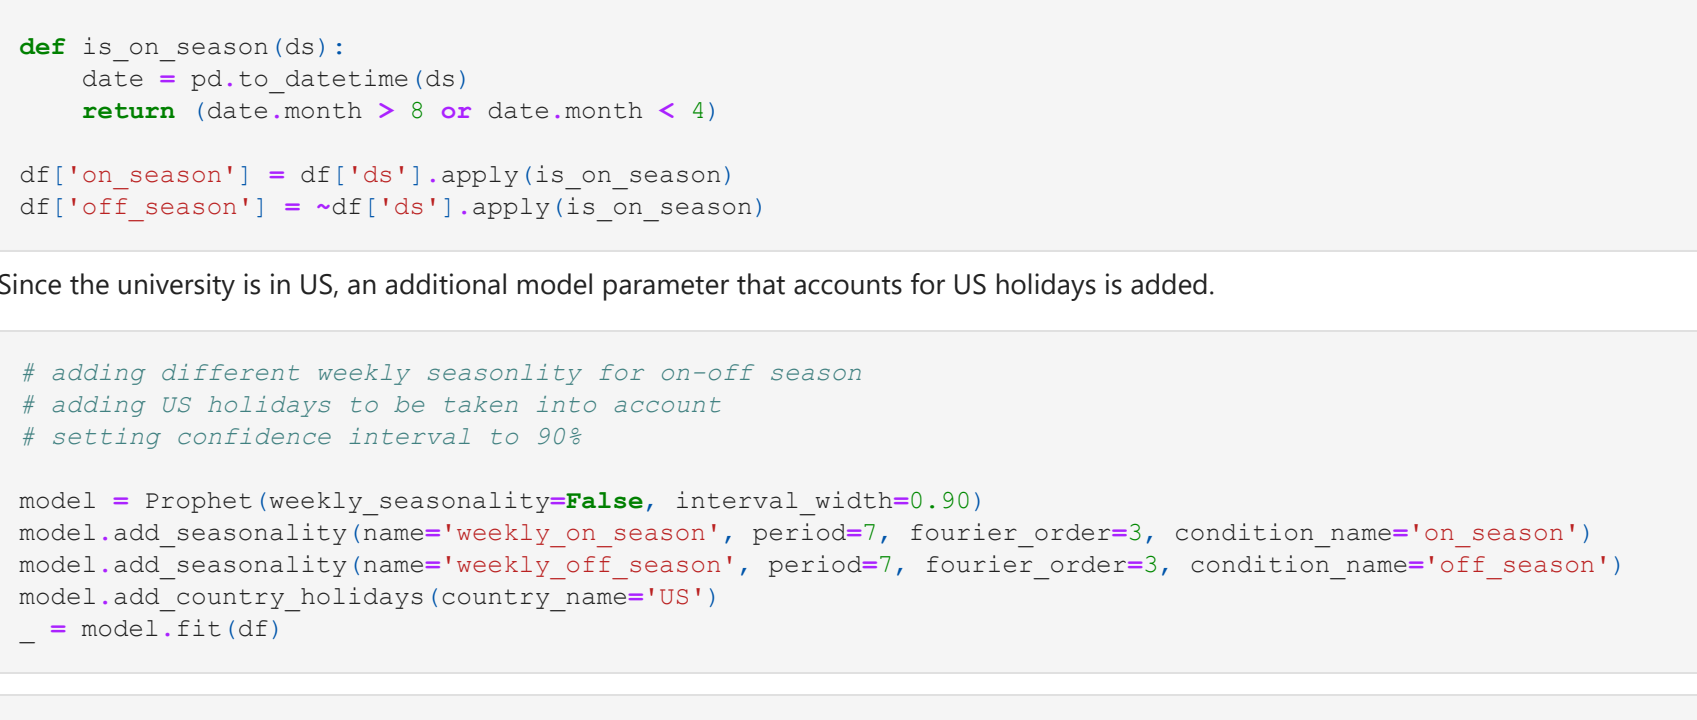 def is_on_season(ds):
    date = pd.to_datetime(ds)
    return (date.month > 8 or date.month < 4)
df['on_season'] = df['ds'].apply(is_on_season)
df['off_season'] = ~df['ds'].apply(is_on_season)
Since the university is in US, an additional model parameter that accounts for US holidays is added.
# adding different weekly seasonlity for on-off season
# adding US holidays to be taken into account
# setting confidence interval to 90%
model = Prophet(weekly_seasonality=False, interval_width=0.90)
model.add_seasonality(name='weekly_on_season', period=7, fourier_order=3, condition_name='on_season')
model.add_seasonality(name='weekly_off_season', period=7, fourier_order=3, condition_name='off_season')
model.add_country_holidays(country_name='US')
_ = model.fit(df)